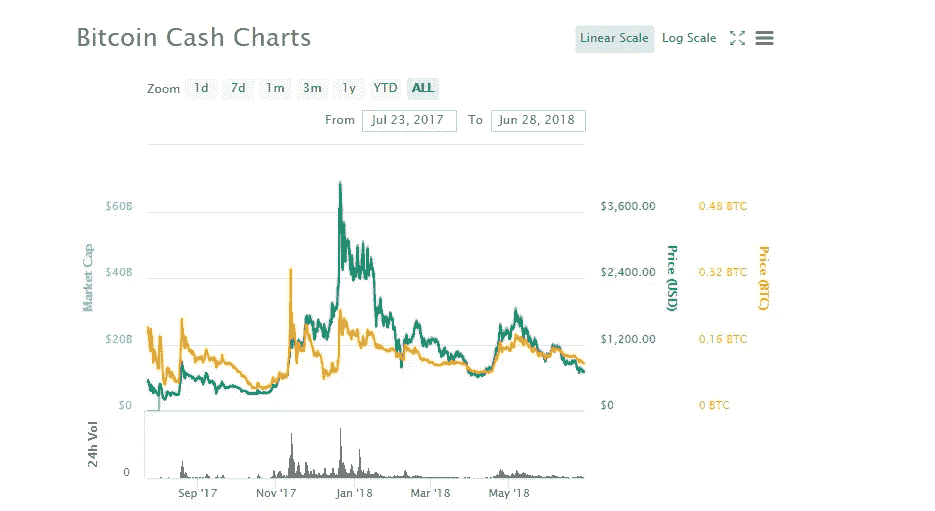 Bitcoin Cash Charts
Linear Scale Log Scale
Zoom 1d 7d 1m 3m 1y YTD ALL
From Jul 23, 2017 To Jun 28, 2018
$60B $3,600.00 0.48 BTC
$40B $2,400.00 0.32 BTC
$20B $1,200.00 0.16 BTC
$0 $0 0 BTC
Market Cap
Price (USD)
Price (BTC)
24h Vol
0
Sep '17 Nov '17 Jan '18 Mar '18 May '18